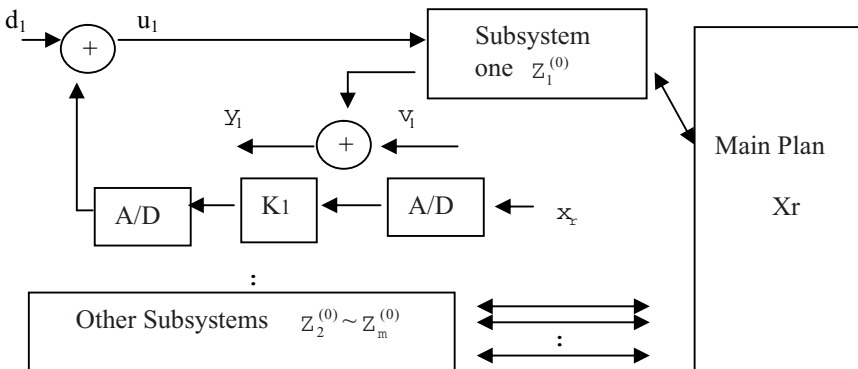 d₁
u₁
+
Subsystem
one Z₁⁽⁰⁾
y₁
v₁
+
Main Plan
Xr
A/D
K1
A/D
xᵣ
:
Other Subsystems Z₂⁽⁰⁾ ~ Zₘ⁽⁰⁾
: